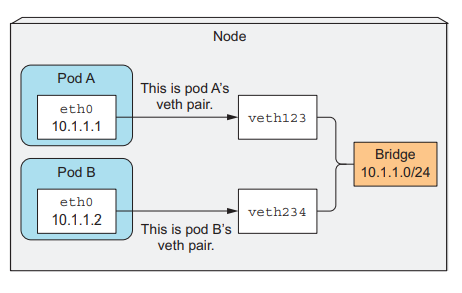 Node
Pod A
eth0
10.1.1.1
This is pod A's
veth pair.
veth123
Bridge
10.1.1.0/24
Pod B
eth0
10.1.1.2
This is pod B's
veth pair.
veth234